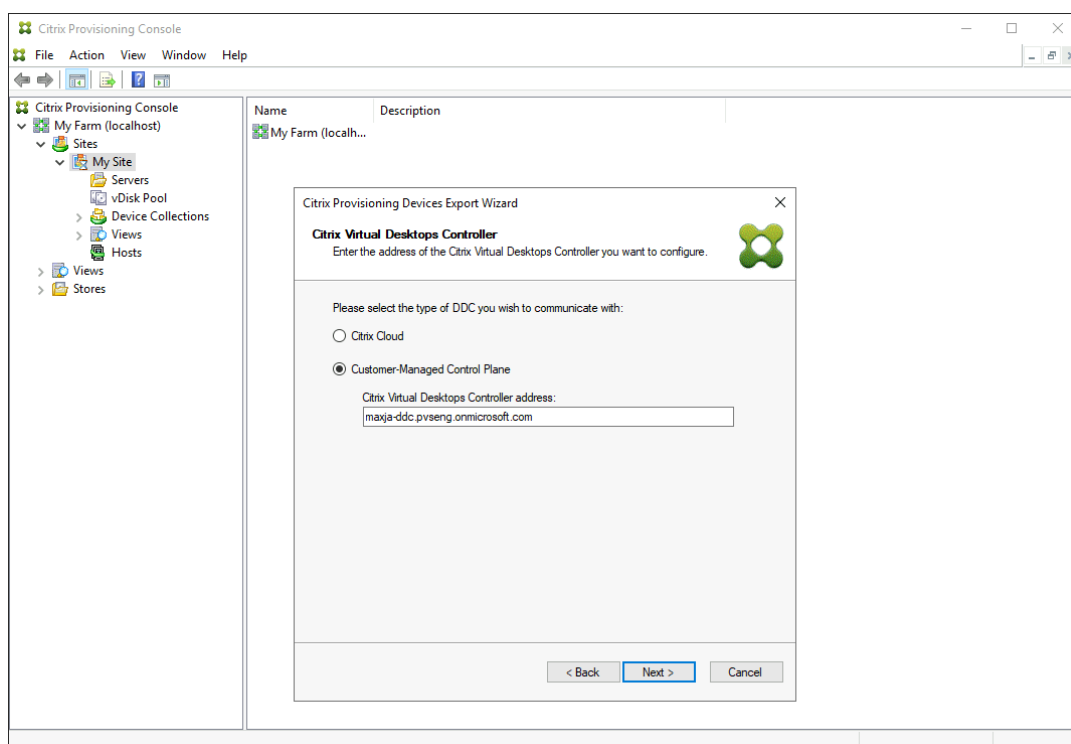 Citrix Provisioning Console
File Action View Window Help
Citrix Provisioning Console
My Farm (localhost)
Sites
My Site
Servers
vDisk Pool
Device Collections
Views
Hosts
Views
Stores
Name Description
My Farm (localh...
Citrix Provisioning Devices Export Wizard
Citrix Virtual Desktops Controller
Enter the address of the Citrix Virtual Desktops Controller you want to configure.
Please select the type of DDC you wish to communicate with:
Citrix Cloud
Customer-Managed Control Plane
Citrix Virtual Desktops Controller address:
maxja-ddc.pvseng.onmicrosoft.com
< Back Next > Cancel